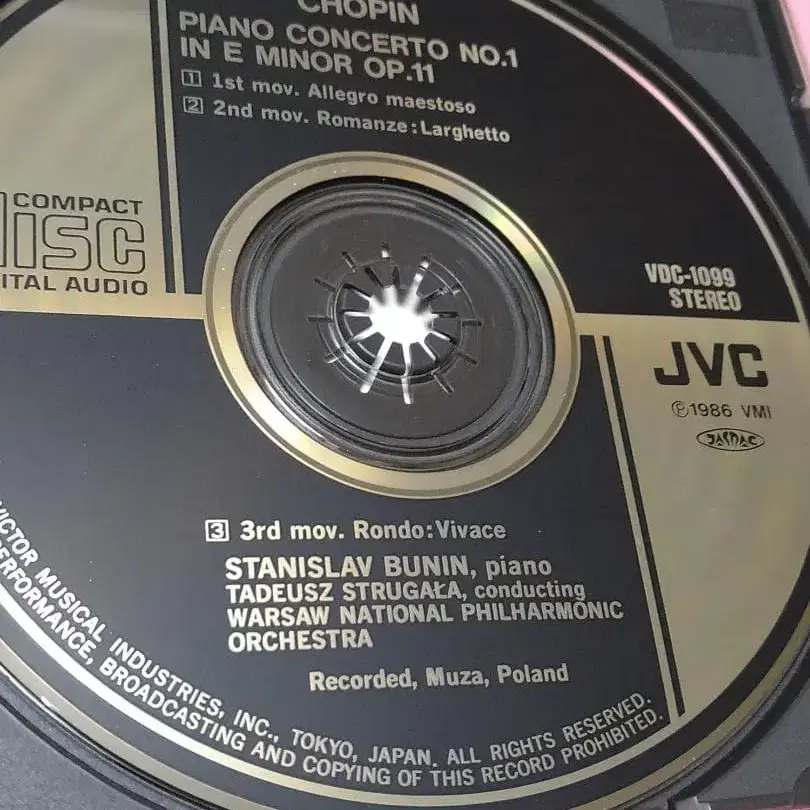 CHOPIN
PIANO CONCERTO NO.1
IN E MINOR OP.11
1 1st mov. Allegro maestoso
2 2nd mov. Romanze:Larghetto
COMPACT
disc
ITAL AUDIO
VDC-1099
STEREO
JVC
Ⓟ1986 VMI
JASRAC
3 3rd mov. Rondo:Vivace
STANISLAV BUNIN, piano
TADEUSZ STRUGAŁA, conducting
WARSAW NATIONAL PHILHARMONIC
ORCHESTRA
Recorded, Muza, Poland
VICTOR MUSICAL INDUSTRIES, INC., TOKYO, JAPAN. ALL RIGHTS RESERVED.
PERFORMANCE, BROADCASTING AND COPYING OF THIS RECORD PROHIBITED.